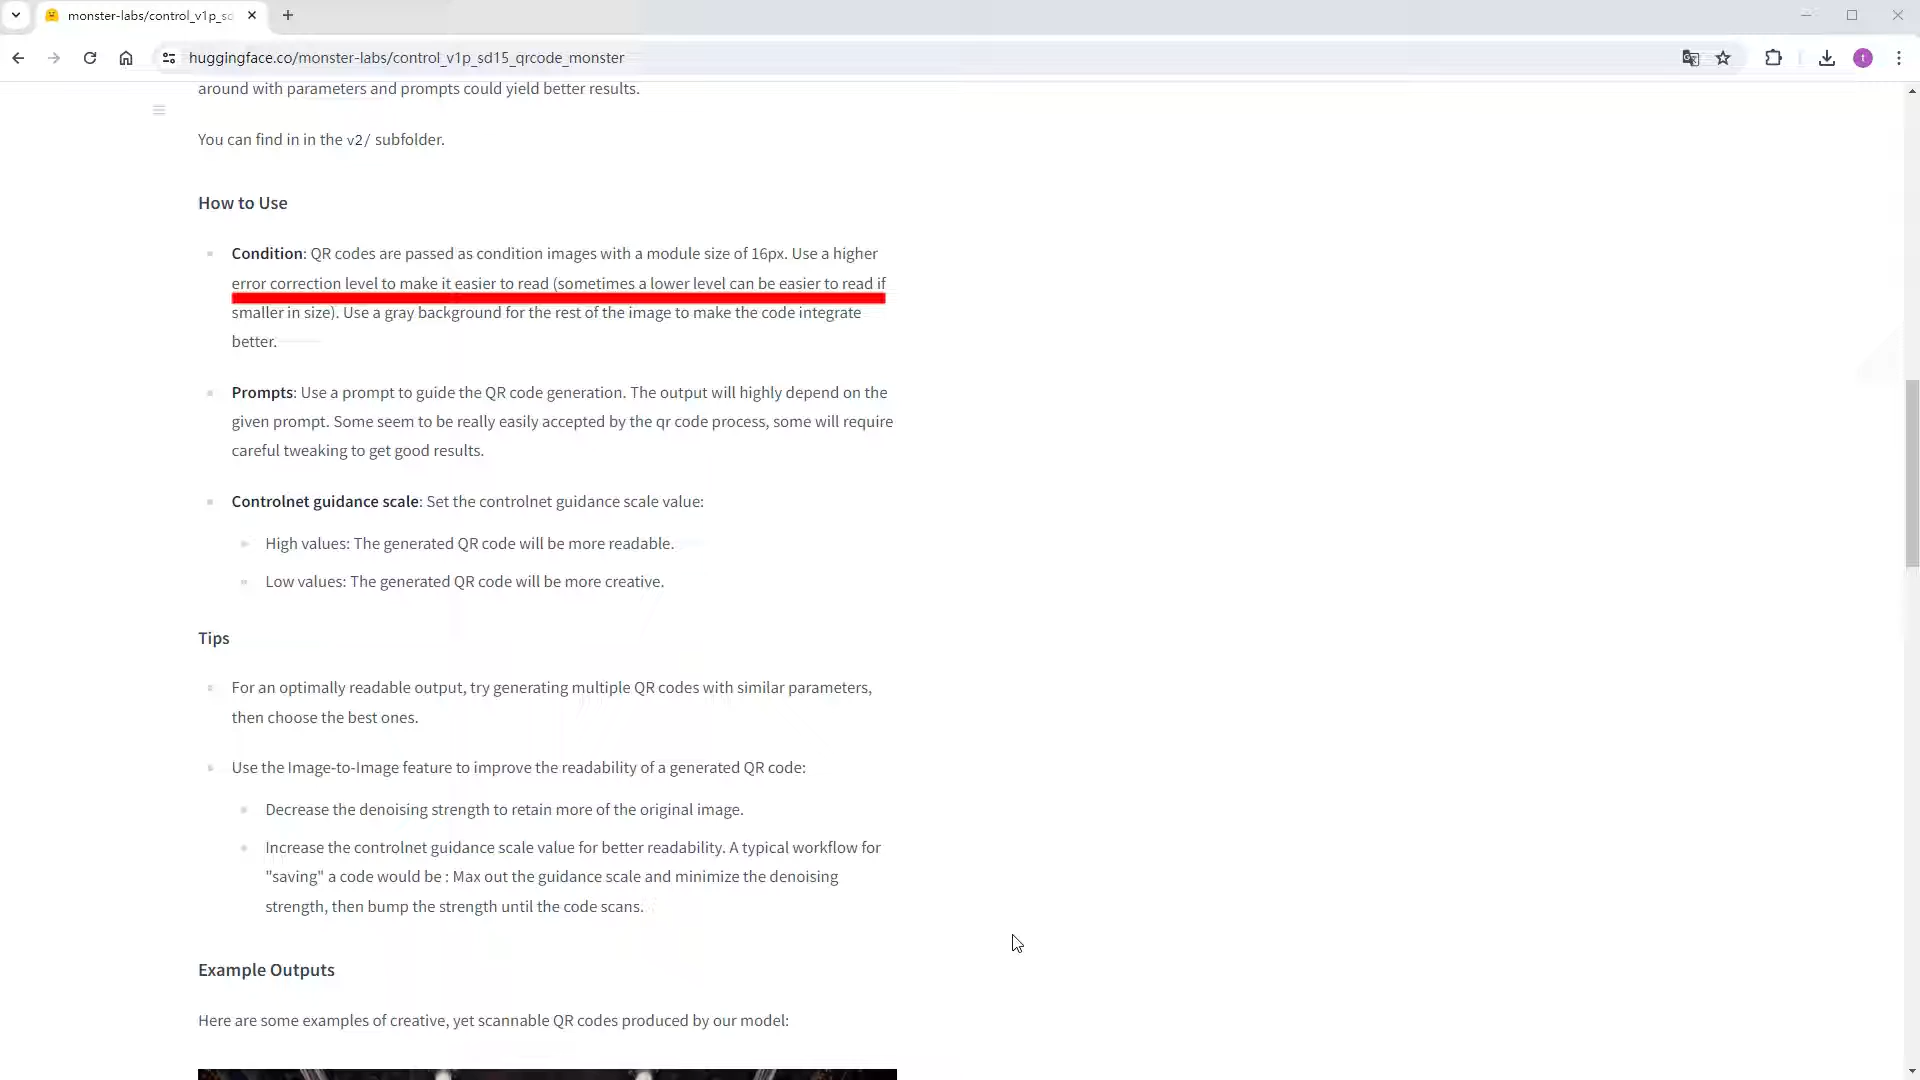 monster-labs/control_v1p_sd
huggingface.co/monster-labs/control_v1p_sd15_qrcode_monster
t
around with parameters and prompts could yield better results.
You can find in in the v2/ subfolder.
How to Use
Condition: QR codes are passed as condition images with a module size of 16px. Use a higher
error correction level to make it easier to read (sometimes a lower level can be easier to read if
smaller in size). Use a gray background for the rest of the image to make the code integrate
better.
Prompts: Use a prompt to guide the QR code generation. The output will highly depend on the
given prompt. Some seem to be really easily accepted by the qr code process, some will require
careful tweaking to get good results.
Controlnet guidance scale: Set the controlnet guidance scale value:
High values: The generated QR code will be more readable.
Low values: The generated QR code will be more creative.
Tips
For an optimally readable output, try generating multiple QR codes with similar parameters,
then choose the best ones.
Use the Image-to-Image feature to improve the readability of a generated QR code:
Decrease the denoising strength to retain more of the original image.
Increase the controlnet guidance scale value for better readability. A typical workflow for
"saving" a code would be : Max out the guidance scale and minimize the denoising
strength, then bump the strength until the code scans.
Example Outputs
Here are some examples of creative, yet scannable QR codes produced by our model: